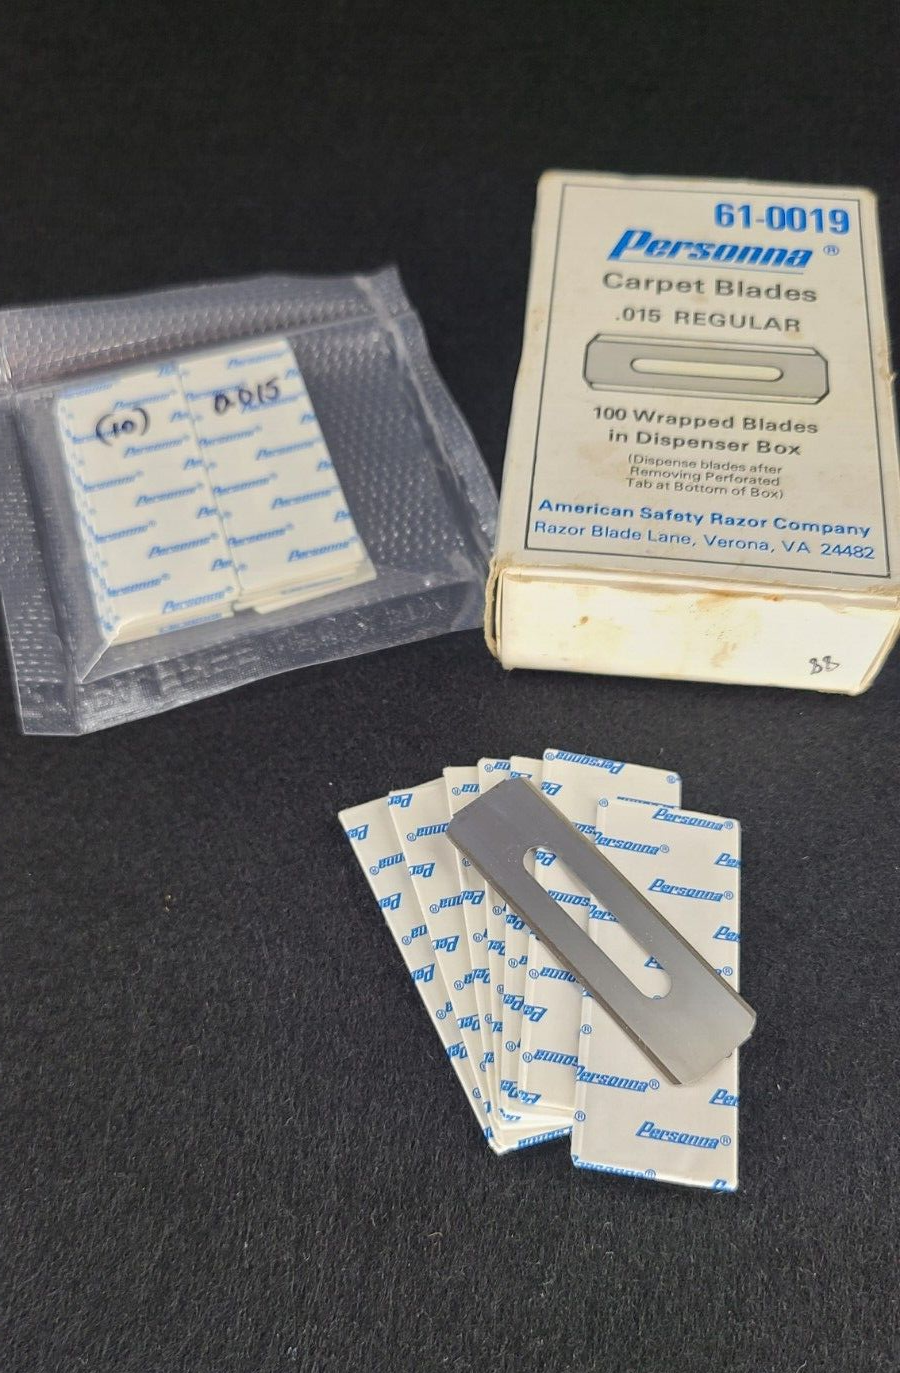 61-0019
Personna®
Carpet Blades
.015 REGULAR
100 Wrapped Blades
in Dispenser Box
(Dispense blades after
Removing Perforated
Tab at Bottom of Box)
American Safety Razor Company
Razor Blade Lane, Verona, VA 24482
88
(10)
0.015
Personna®
Personna®
Personna®
Personna®
Personna®
Personna®